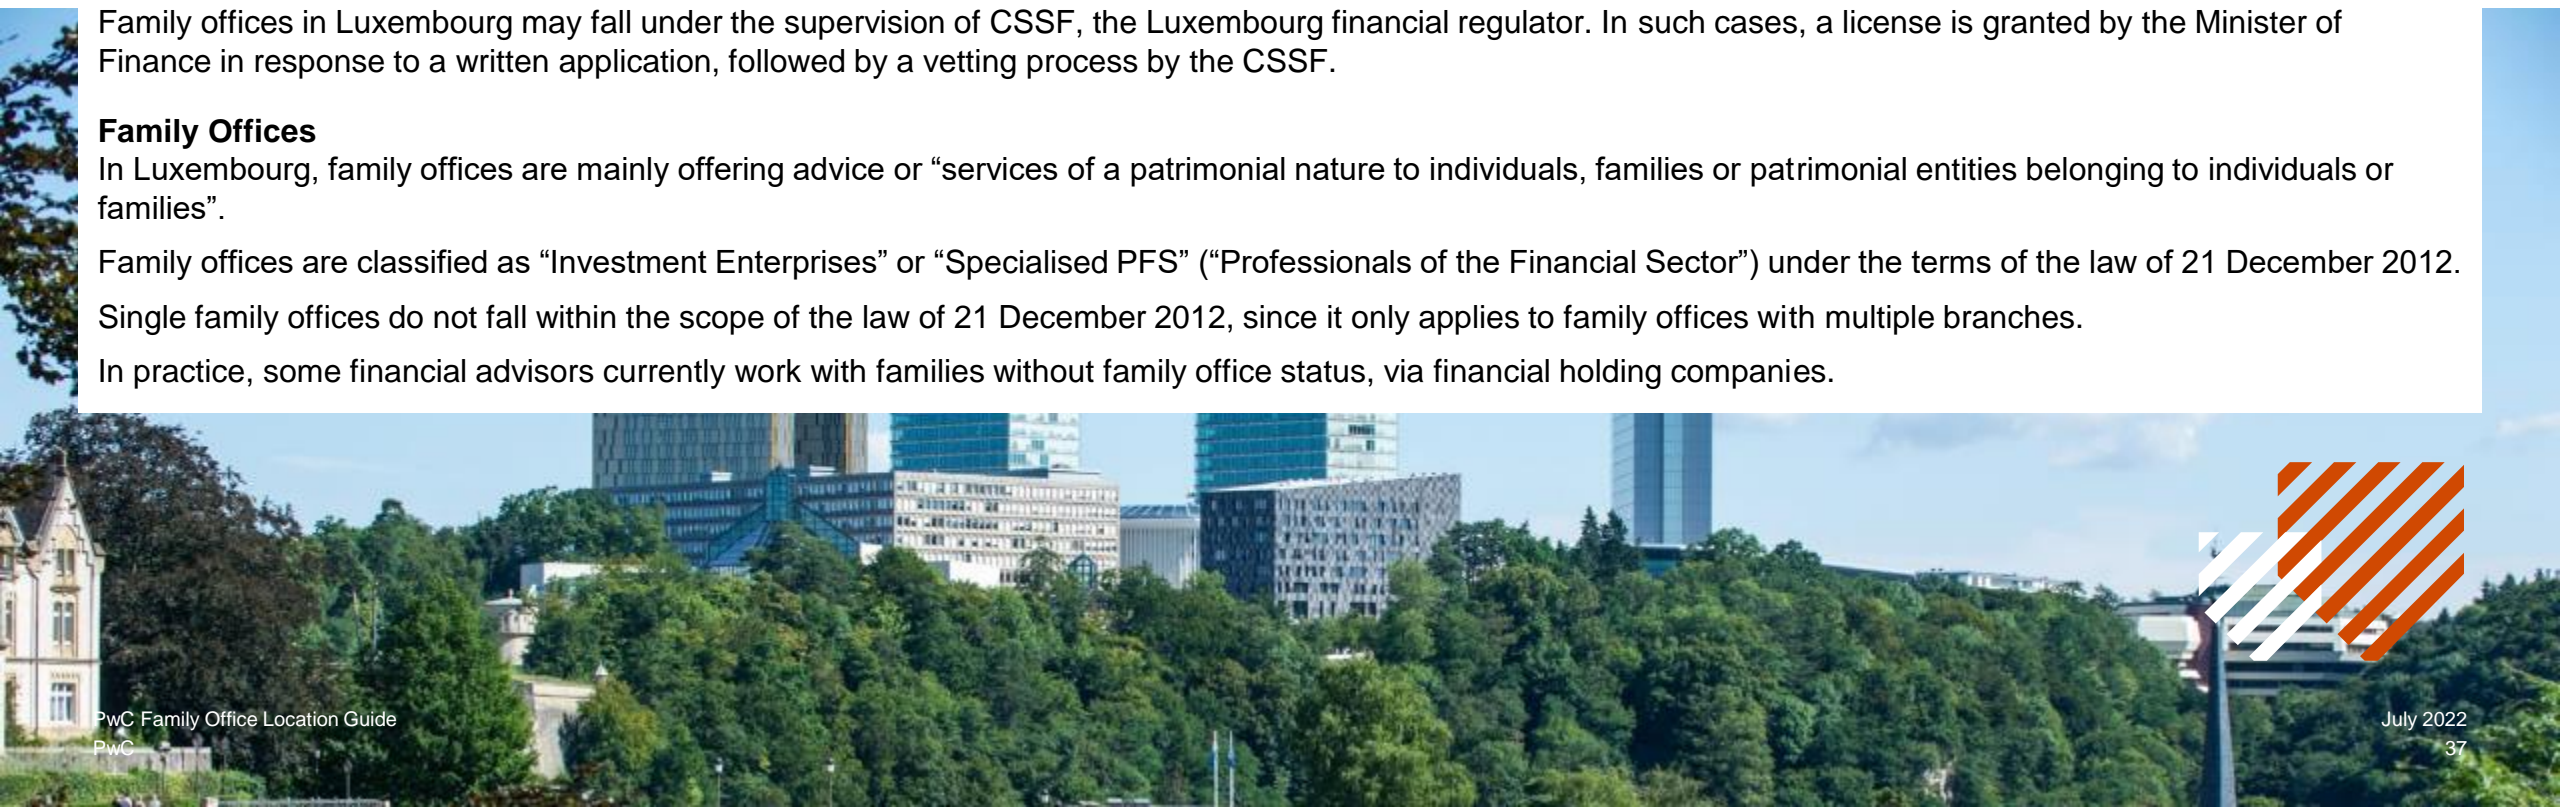 Family offices in Luxembourg may fall under the supervision of CSSF, the Luxembourg financial regulator. In such cases, a license is granted by the Minister of
Finance in response to a written application, followed by a vetting process by the CSSF.
Family Offices
In Luxembourg, family offices are mainly offering advice or “services of a patrimonial nature to individuals, families or patrimonial entities belonging to individuals or
families”.
Family offices are classified as “Investment Enterprises” or “Specialised PFS” (“Professionals of the Financial Sector”) under the terms of the law of 21 December 2012.
Single family offices do not fall within the scope of the law of 21 December 2012, since it only applies to family offices with multiple branches.
In practice, some financial advisors currently work with families without family office status, via financial holding companies.
PwC Family Office Location Guide
PwC
July 2022
37